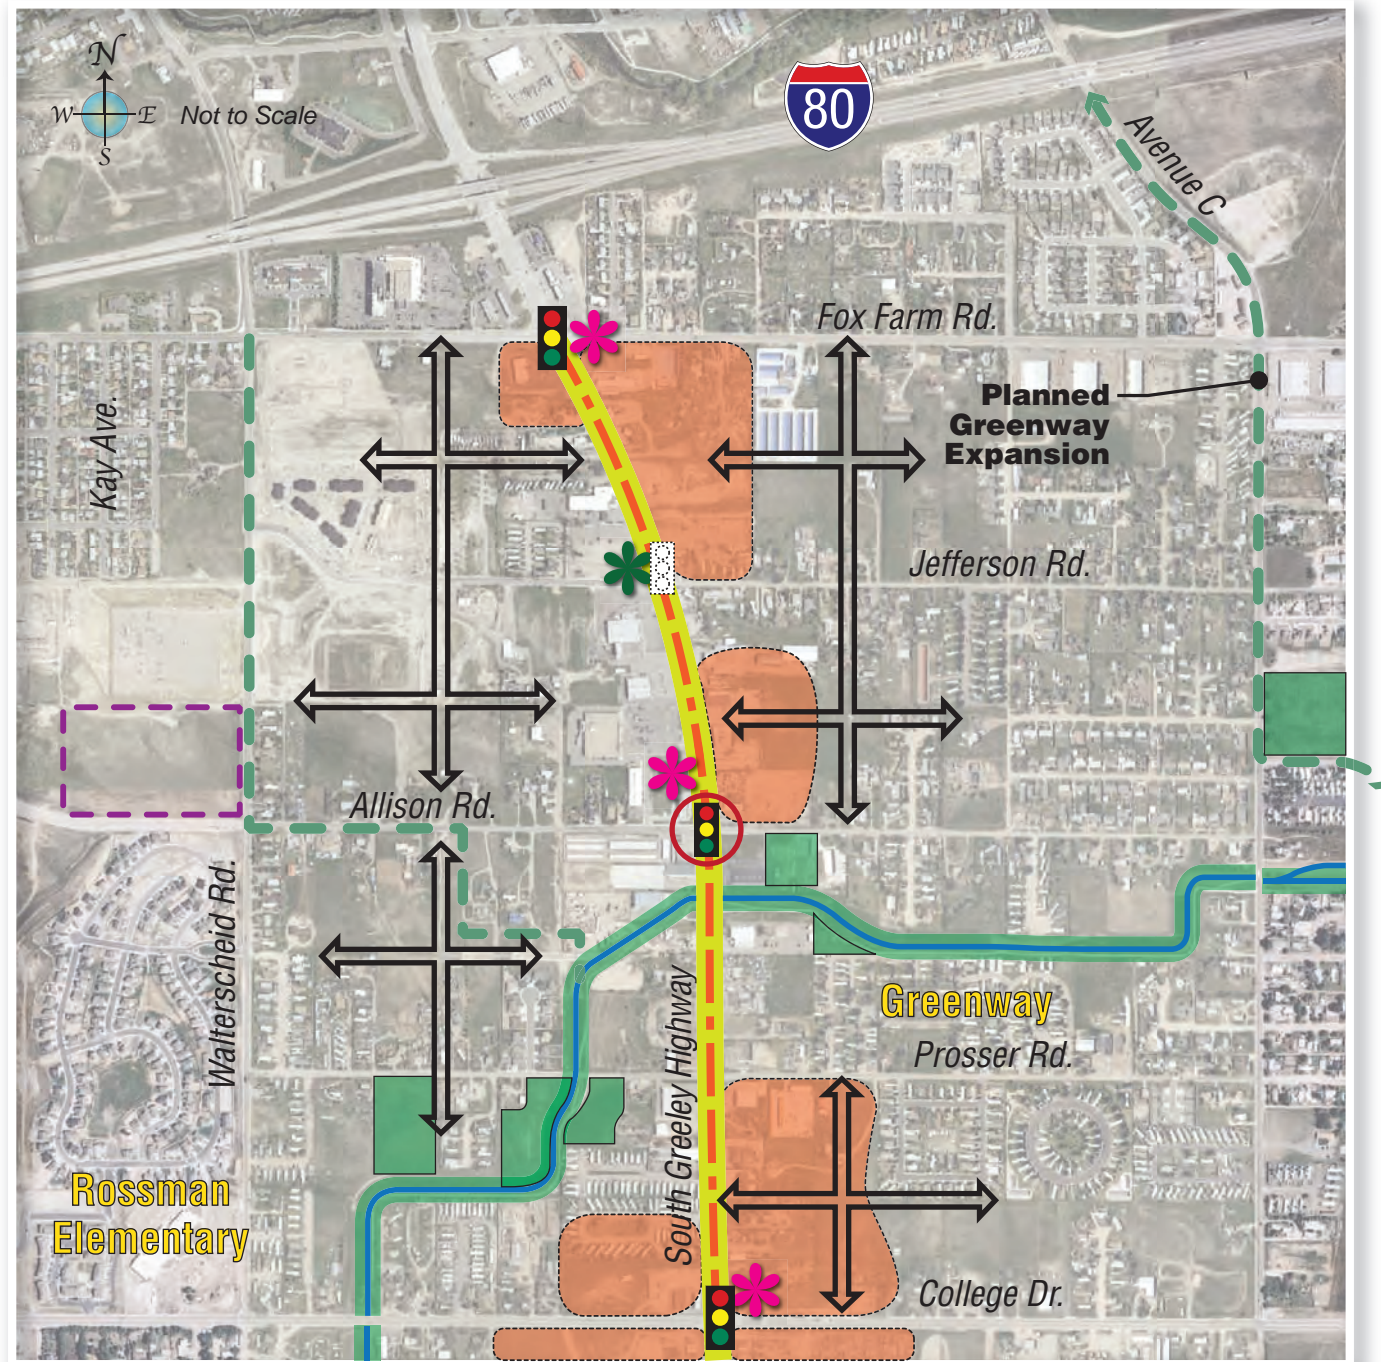 N
W
E
S
Not to Scale
80
Avenue C
Fox Farm Rd.
Planned
Greenway
Expansion
Kay Ave.
Jefferson Rd.
Allison Rd.
Walterscheid Rd.
South Greeley Highway
Greenway
Prosser Rd.
Rossman
Elementary
College Dr.